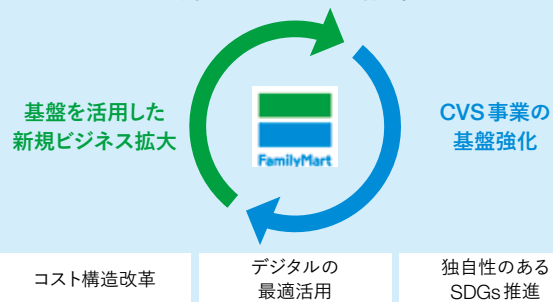 基盤を活用した
新規ビジネス拡大
FamilyMart
CVS事業の
基盤強化
コスト構造改革
デジタルの
最適活用
独自性のある
SDGs推進